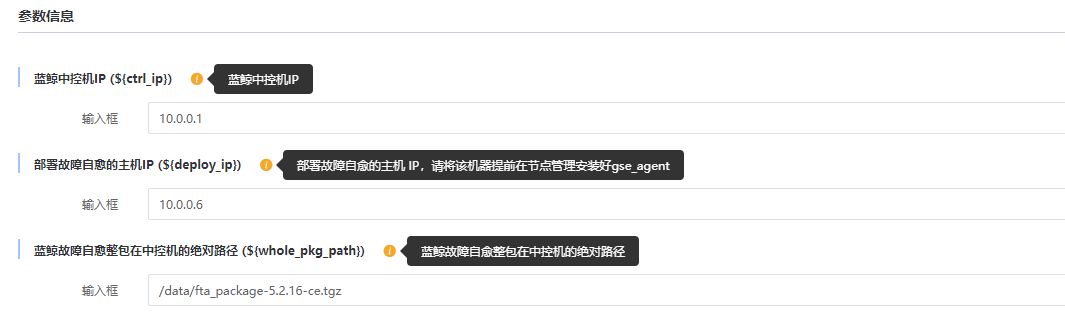 参数信息
蓝鲸中控机IP (${ctrl_ip}) 蓝鲸中控机IP
输入框 10.0.0.1
部署故障自愈的主机IP (${deploy_ip}) 部署故障自愈的主机 IP，请将该机器提前在节点管理安装好gse_agent
输入框 10.0.0.6
蓝鲸故障自愈整包在中控机的绝对路径 (${whole_pkg_path}) 蓝鲸故障自愈整包在中控机的绝对路径
输入框 /data/fta_package-5.2.16-ce.tgz